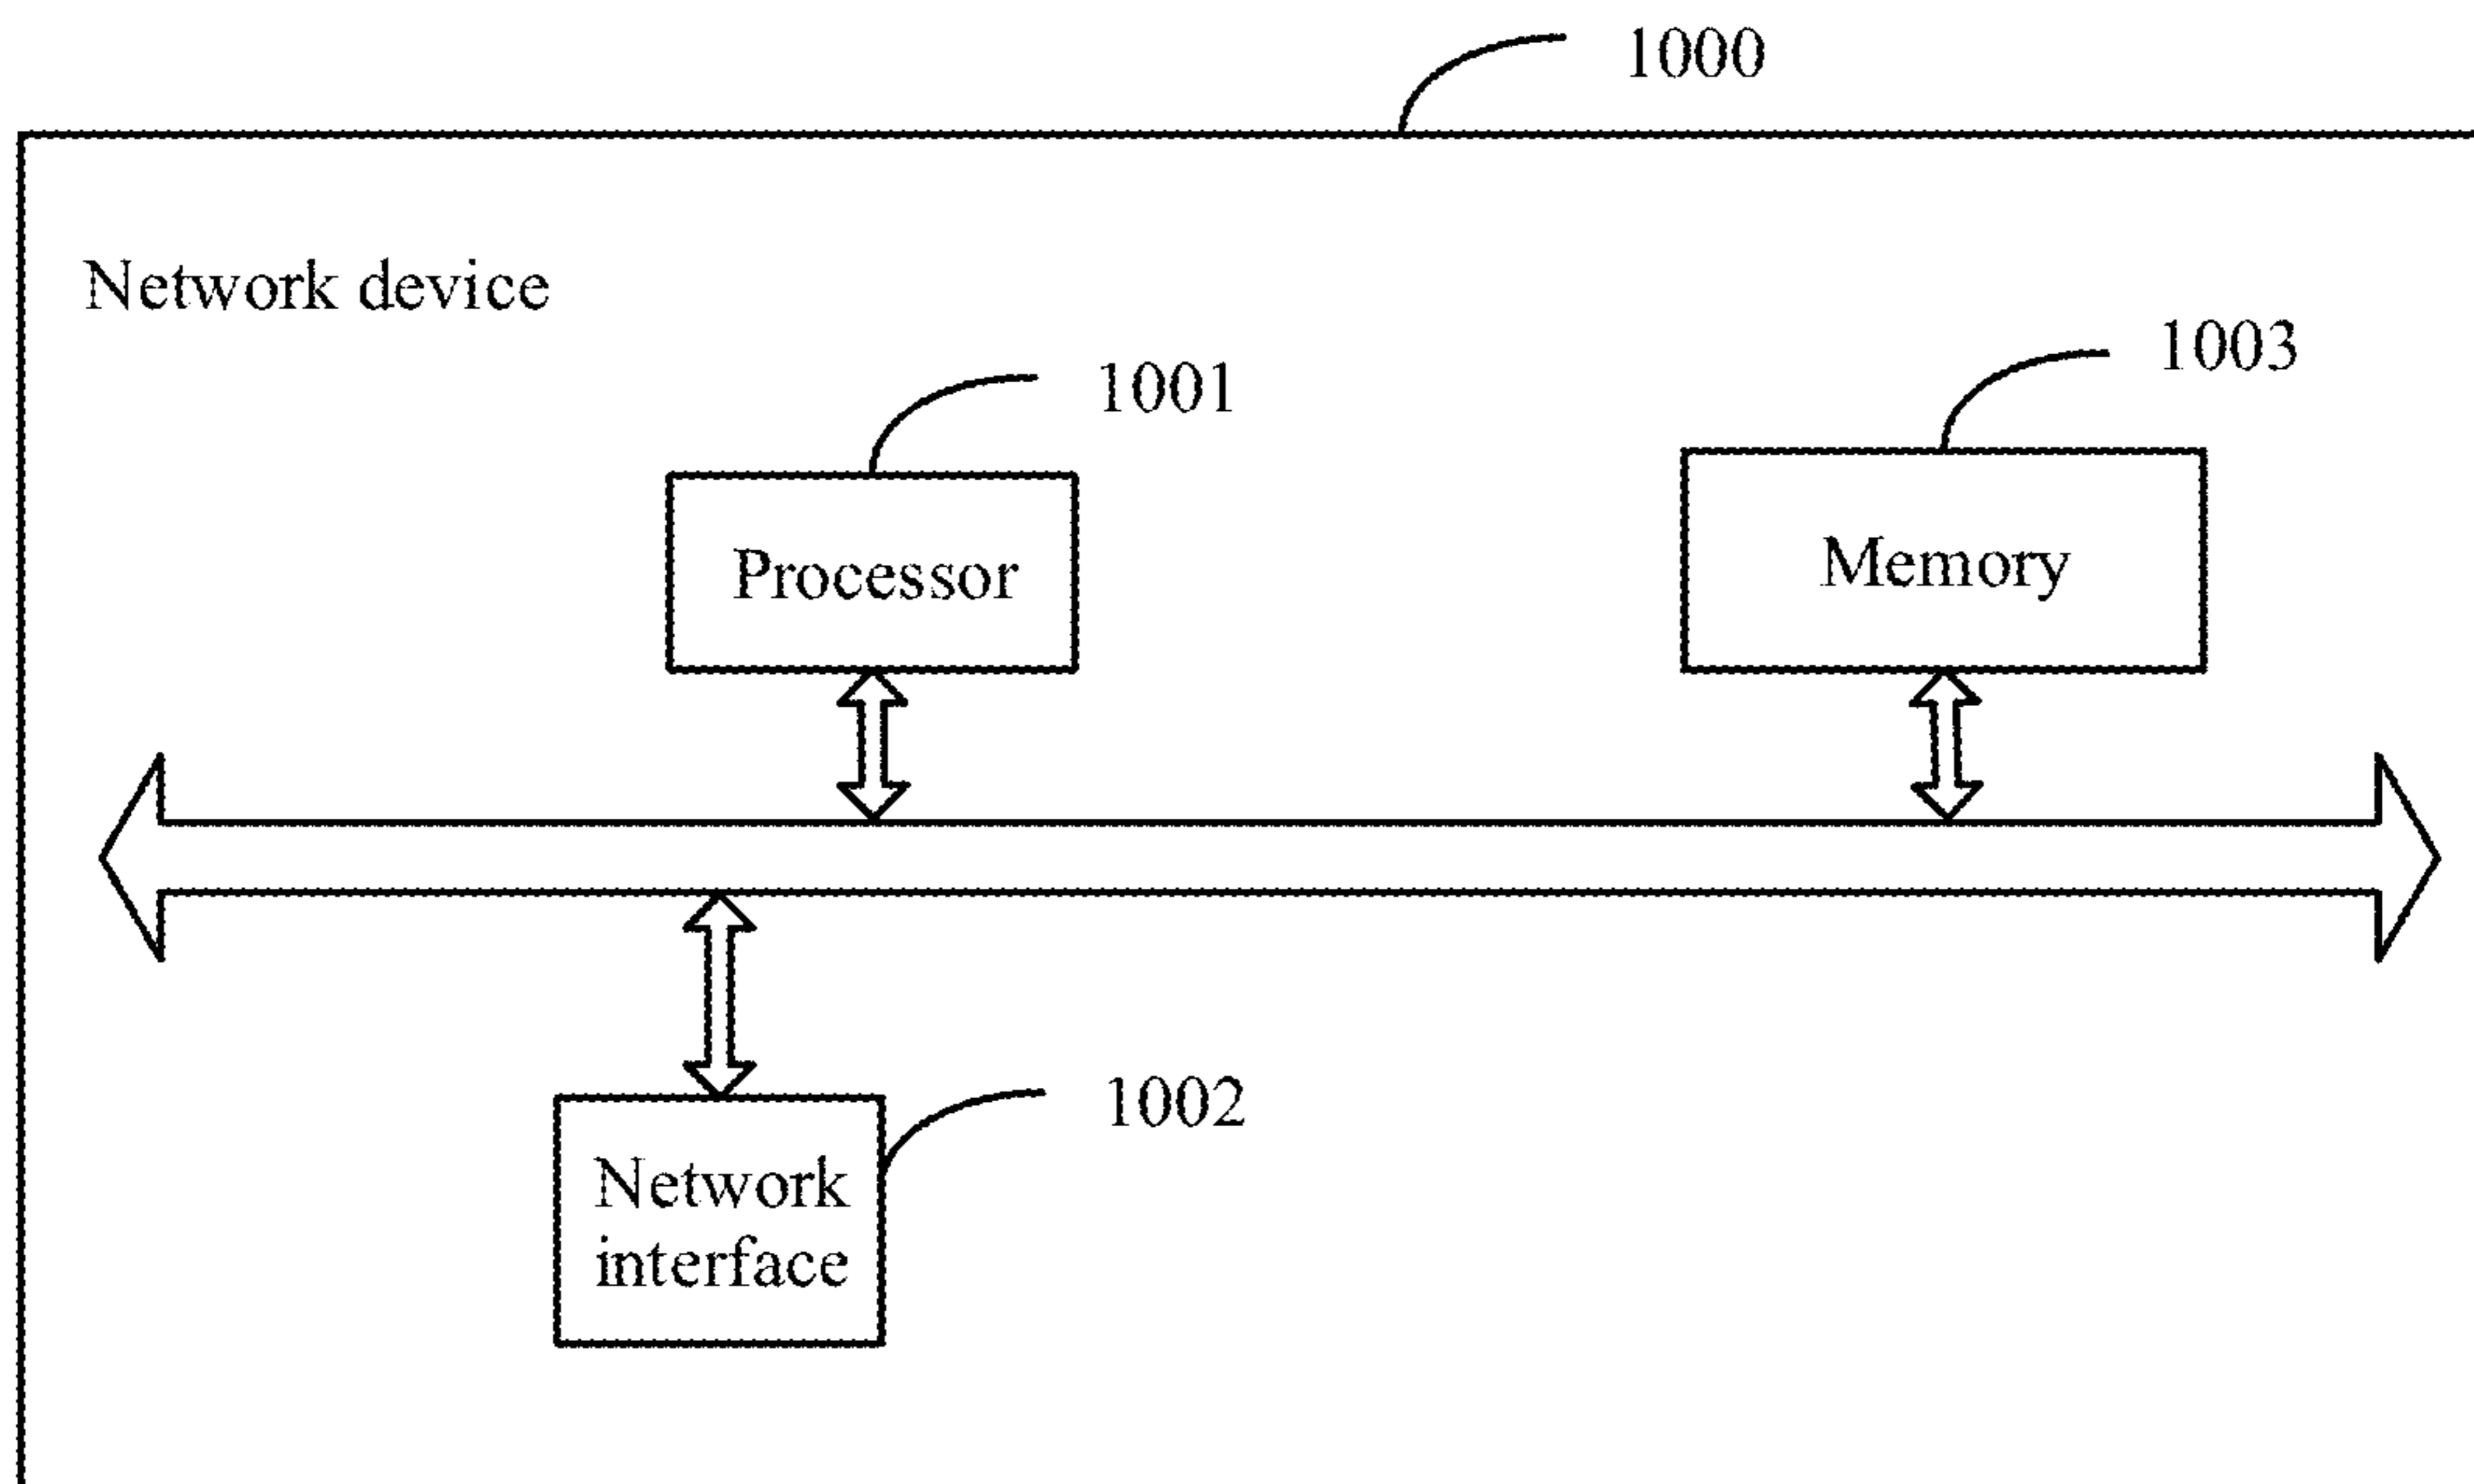 1000
Network device
1001
1003
Processor
Memory
1002
Network
interface